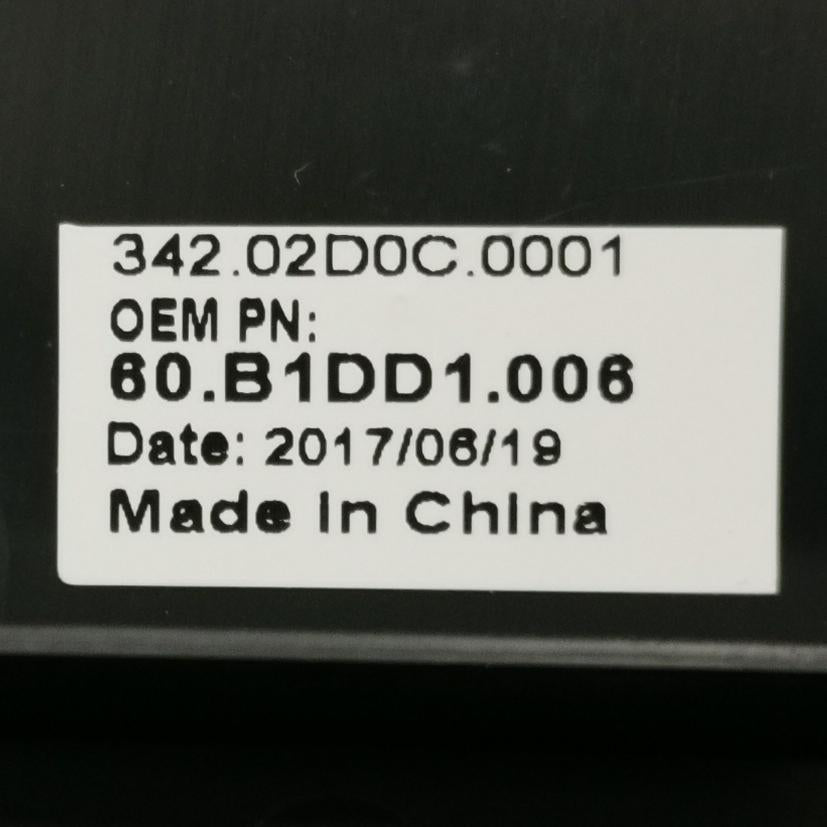 342.02D0C.0001
OEM PN:
60.B1DD1.006
Date: 2017/06/19
Made In China